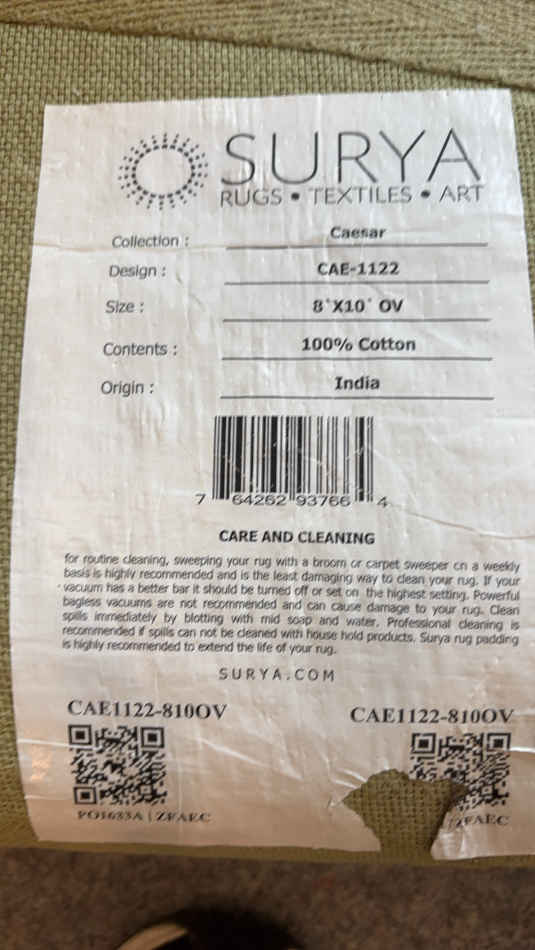 SURYA
RUGS • TEXTILES • ART
Collection : Caesar
Design : CAE-1122
Size : 8'X10' OV
Contents : 100% Cotton
Origin : India
7 64262 93766 4
CARE AND CLEANING
for routine cleaning, sweeping your rug with a broom or carpet sweeper on a weekly
basis is highly recommended and is the least damaging way to clean your rug. If your
vacuum has a better bar it should be turned off or set on the highest setting. Powerful
bagless vacuums are not recommended and can cause damage to your rug. Clean
spills immediately by blotting with mid soap and water. Professional cleaning is
recommended if spills can not be cleaned with house hold products. Surya rug padding
is highly recommended to extend the life of your rug.
SURYA.COM
CAE1122-810OV CAE1122-810OV
PO1683A | ZFAEC ZFAEC